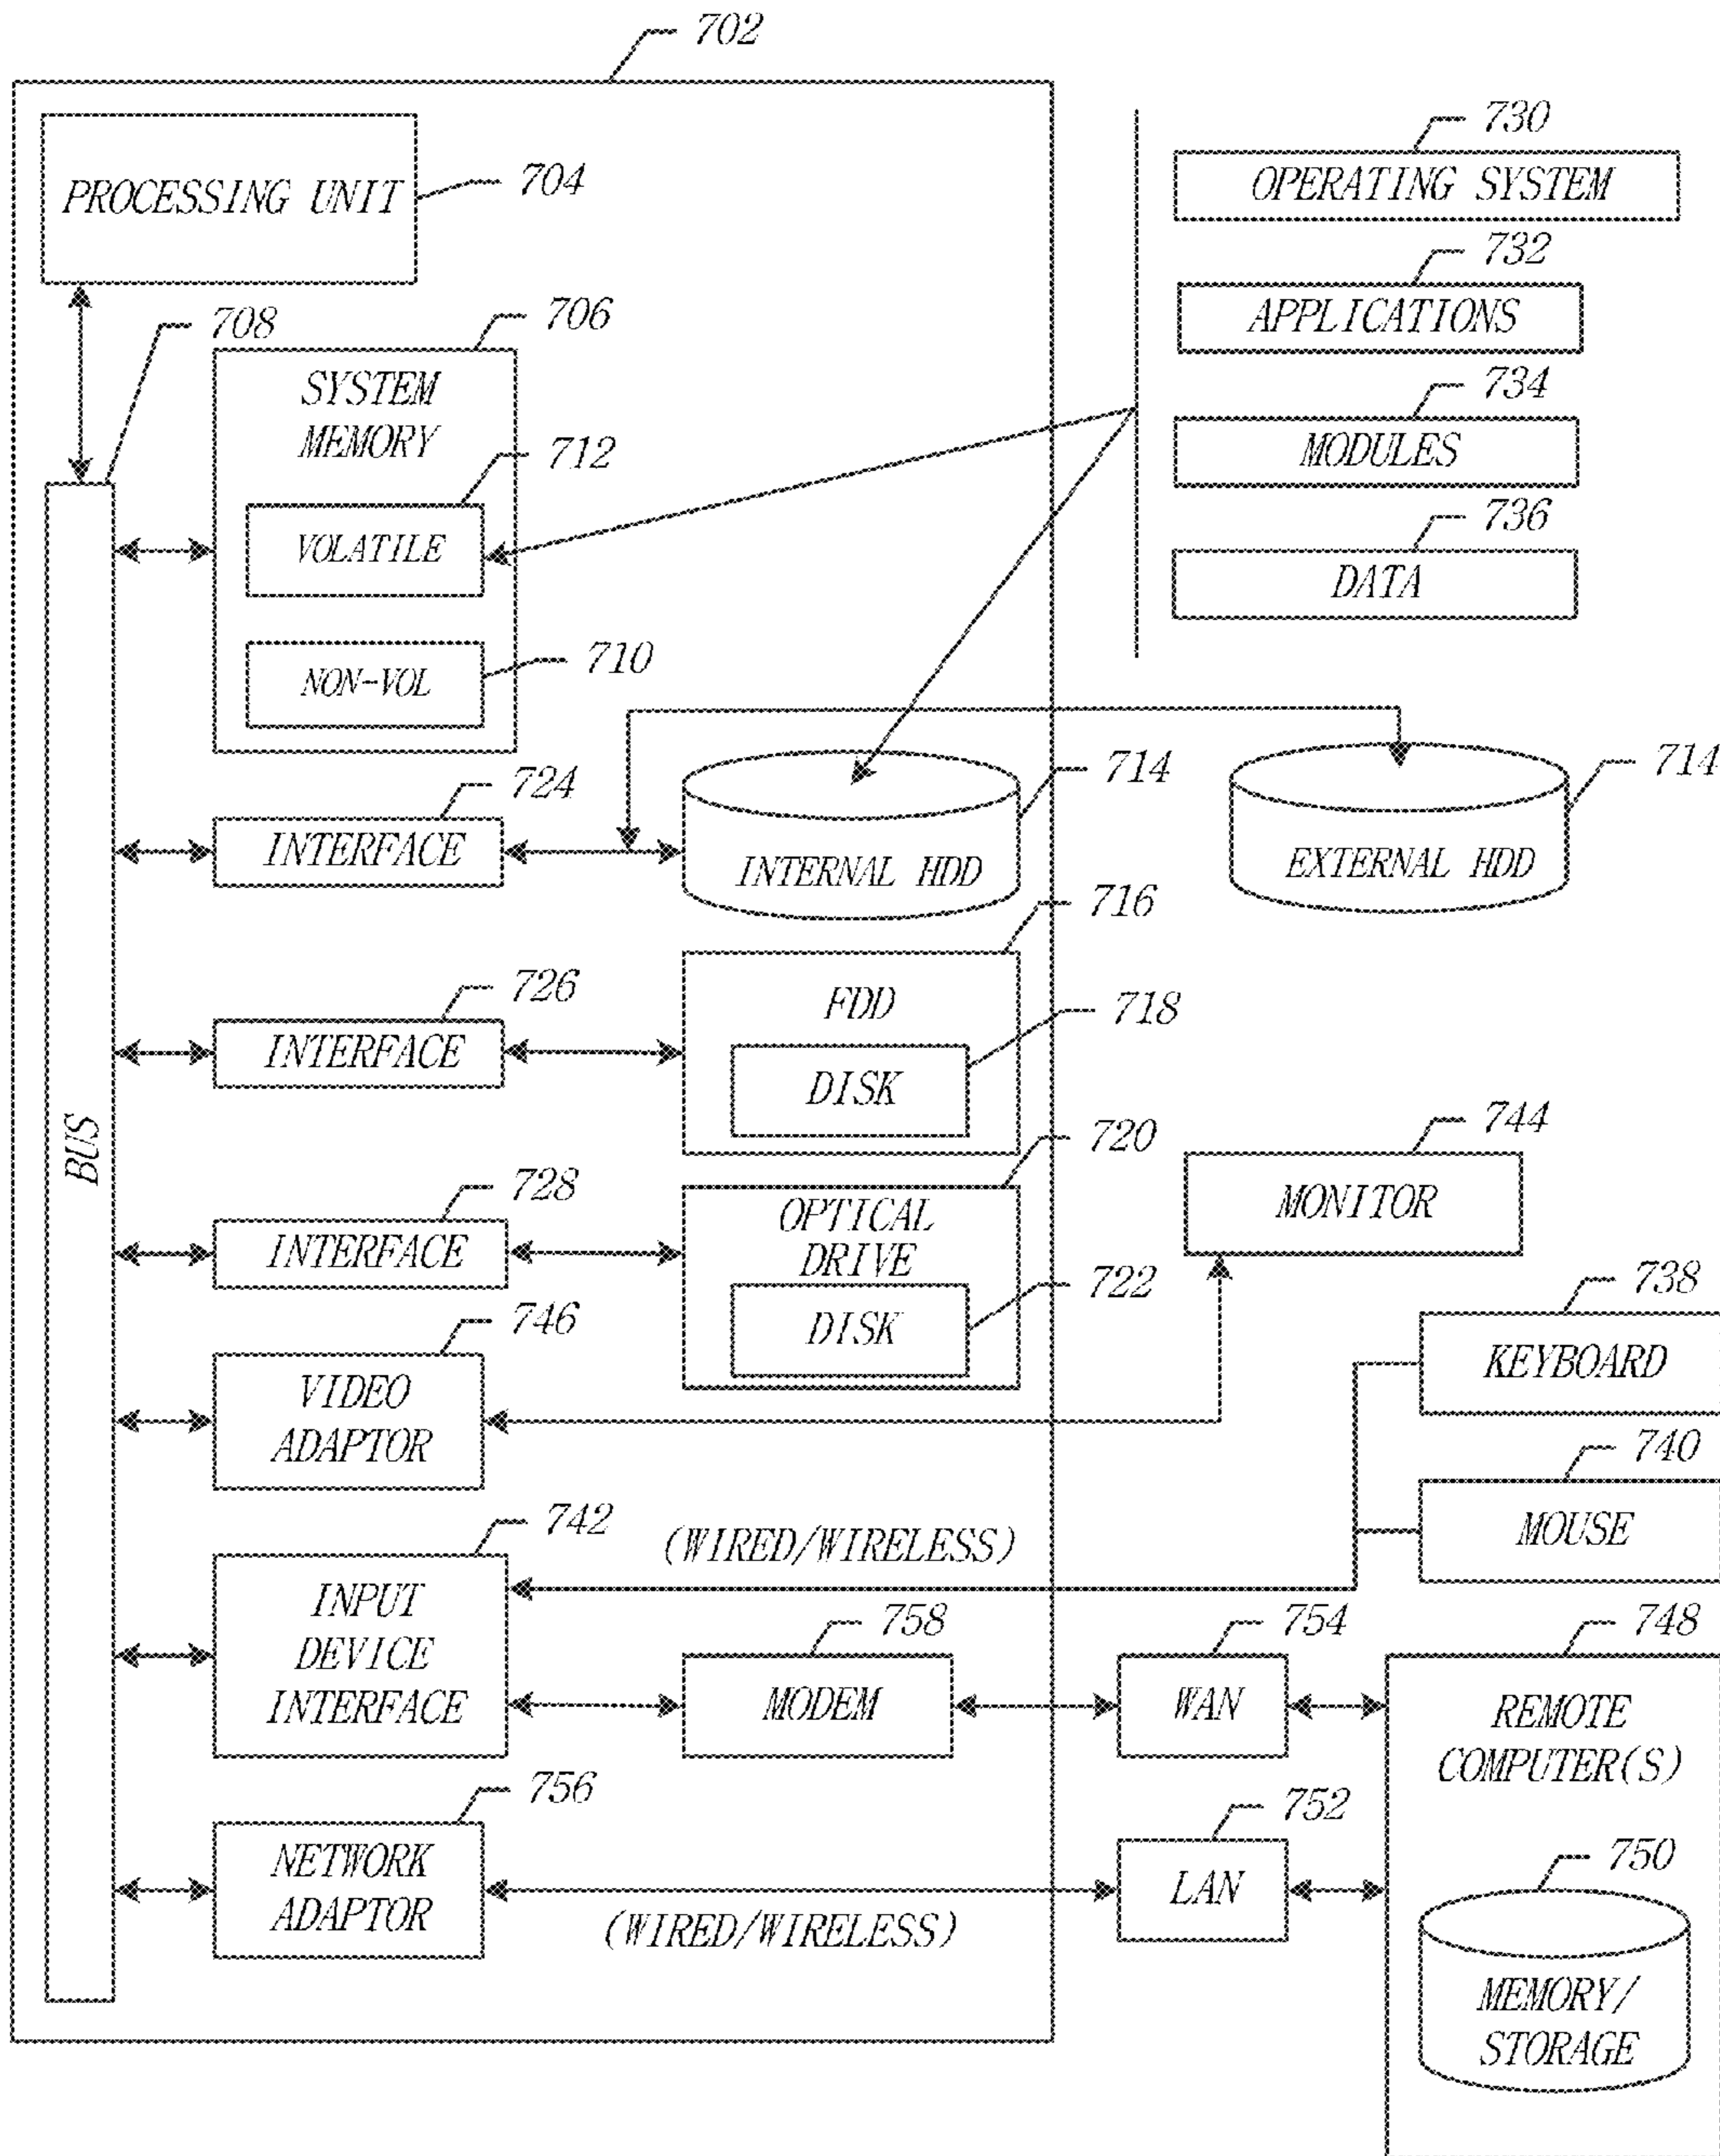 702
PROCESSING UNIT
704
708
706
SYSTEM
MEMORY
712
VOLATILE
710
NON-VOL
730
OPERATING SYSTEM
732
APPLICATIONS
734
MODULES
736
DATA
BUS
724
INTERFACE
714
INTERNAL HDD
714
EXTERNAL HDD
726
INTERFACE
716
FDD
718
DISK
728
INTERFACE
720
OPTICAL
DRIVE
722
DISK
744
MONITOR
746
VIDEO
ADAPTOR
738
KEYBOARD
740
MOUSE
742
INPUT
DEVICE
INTERFACE
(WIRED/WIRELESS)
758
MODEM
754
WAN
748
REMOTE
COMPUTER(S)
756
NETWORK
ADAPTOR
(WIRED/WIRELESS)
752
LAN
750
MEMORY/
STORAGE